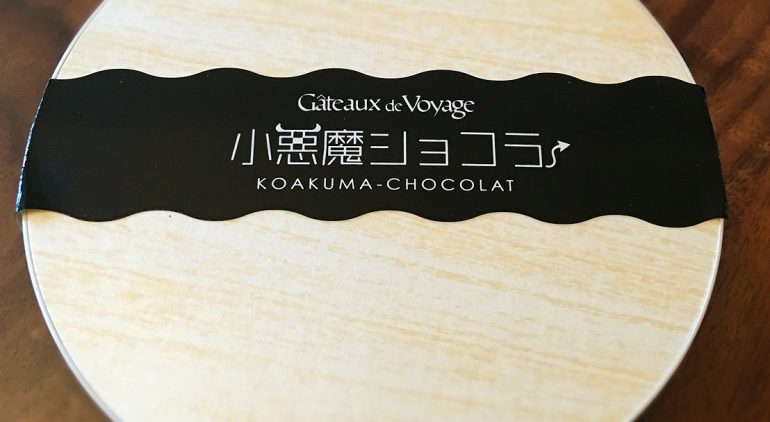 Gâteaux de Voyage
小悪魔ショコラ
KOAKUMA-CHOCOLAT